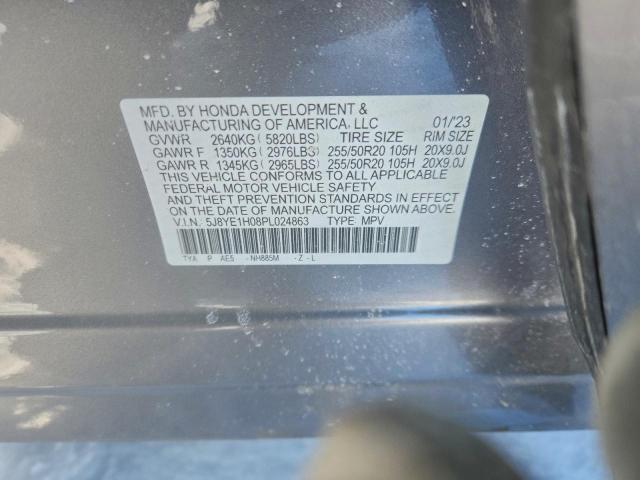 MFD. BY HONDA DEVELOPMENT &
MANUFACTURING OF AMERICA, LLC 01/'23
GVWR 2640KG (5820LBS) TIRE SIZE RIM SIZE
GAWR F 1350KG (2976LBS) 255/50R20 105H 20X9.0J
GAWR R 1345KG (2965LBS) 255/50R20 105H 20X9.0J
THIS VEHICLE CONFORMS TO ALL APPLICABLE
FEDERAL MOTOR VEHICLE SAFETY
AND THEFT PREVENTION STANDARDS IN EFFECT
ON THE DATE OF MANUFACTURE SHOWN ABOVE.
V.I.N. 5J8YE1H08PL024863 TYPE: MPV
TYA P AE5 -NH885M -Z-L